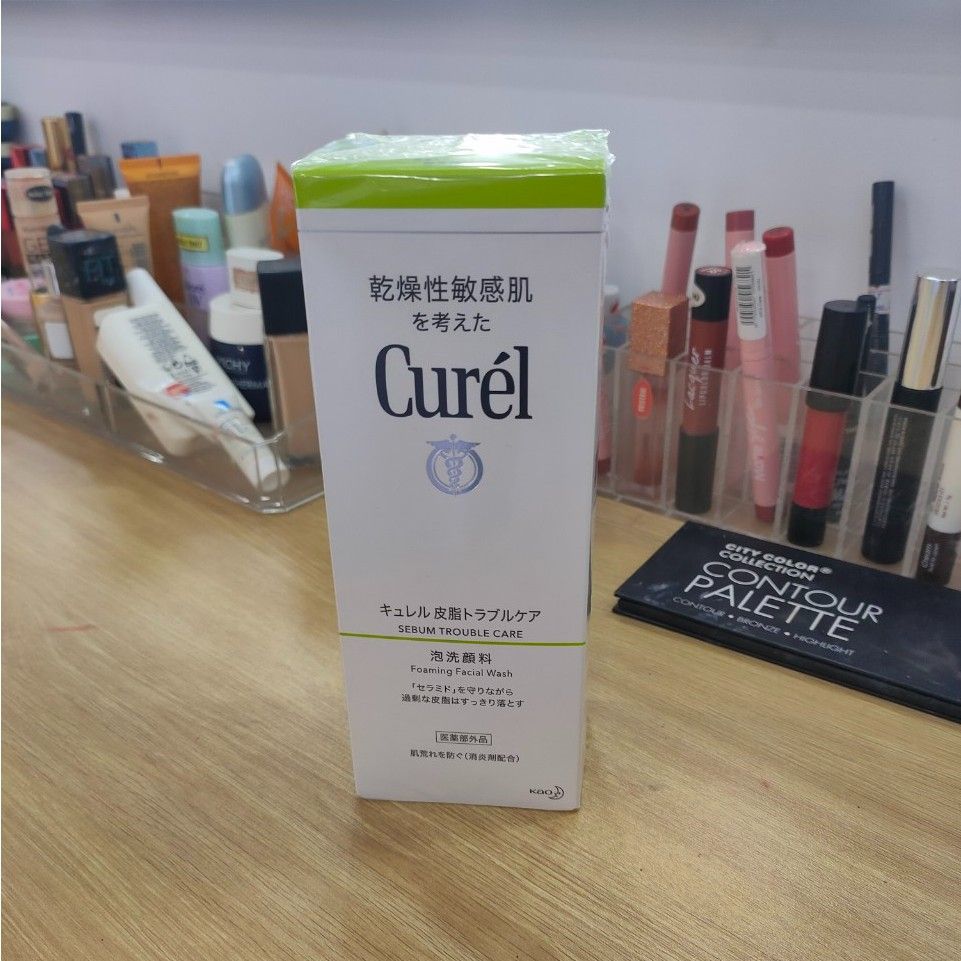 乾燥性敏感肌
を考えた
Curél
キュレル 皮脂トラブルケア
SEBUM TROUBLE CARE
泡洗顔料
Foaming Facial Wash
「セラミド」を守りながら
過剰な皮脂はすっきり落とす
医薬部外品
肌荒れを防ぐ(消炎剤配合)
Kao
CITY COLOR®
COLLECTION
CONTOUR
PALETTE
CONTOUR • BRONZE • HIGHLIGHT
VICHY
Lacquer